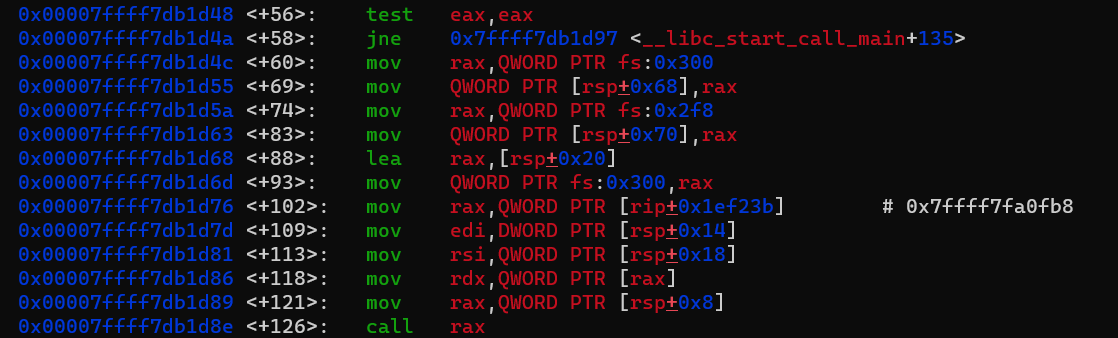 0x00007ffff7db1d48 <+56>: test eax,eax
0x00007ffff7db1d4a <+58>: jne 0x7ffff7db1d97 <__libc_start_call_main+135>
0x00007ffff7db1d4c <+60>: mov rax,QWORD PTR fs:0x300
0x00007ffff7db1d55 <+69>: mov QWORD PTR [rsp+0x68],rax
0x00007ffff7db1d5a <+74>: mov rax,QWORD PTR fs:0x2f8
0x00007ffff7db1d63 <+83>: mov QWORD PTR [rsp+0x70],rax
0x00007ffff7db1d68 <+88>: lea rax,[rsp+0x20]
0x00007ffff7db1d6d <+93>: mov QWORD PTR fs:0x300,rax
0x00007ffff7db1d76 <+102>: mov rax,QWORD PTR [rip+0x1ef23b] # 0x7ffff7fa0fb8
0x00007ffff7db1d7d <+109>: mov edi,DWORD PTR [rsp+0x14]
0x00007ffff7db1d81 <+113>: mov rsi,QWORD PTR [rsp+0x18]
0x00007ffff7db1d86 <+118>: mov rdx,QWORD PTR [rax]
0x00007ffff7db1d89 <+121>: mov rax,QWORD PTR [rsp+0x8]
0x00007ffff7db1d8e <+126>: call rax